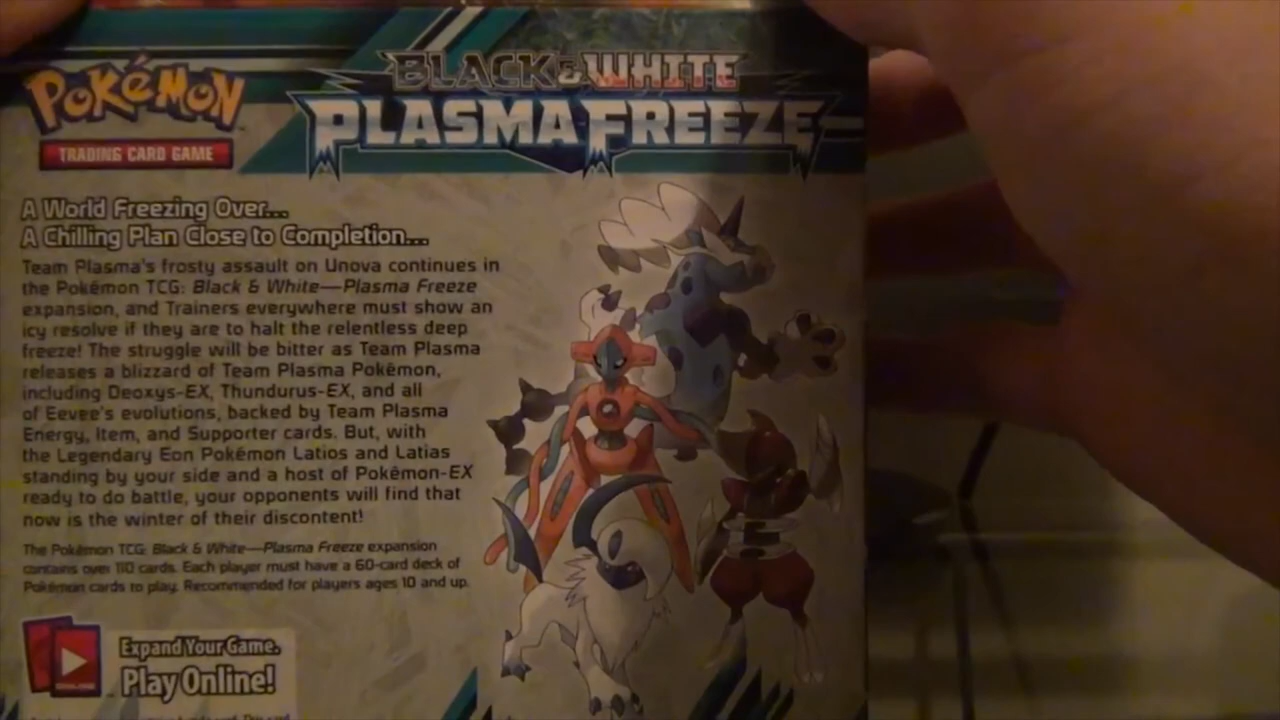 POKéMON
TRADING CARD GAME
BLACK & WHITE
PLASMA FREEZE
A World Freezing Over...
A Chilling Plan Close to Completion...
Team Plasma's frosty assault on Unova continues in
the Pokémon TCG: Black & White—Plasma Freeze
expansion, and Trainers everywhere must show an
icy resolve if they are to halt the relentless deep
freeze! The struggle will be bitter as Team Plasma
releases a blizzard of Team Plasma Pokémon,
including Deoxys-EX, Thundurus-EX, and all
of Eevee's evolutions, backed by Team Plasma
Energy, Item, and Supporter cards. But, with
the Legendary Eon Pokémon Latios and Latias
standing by your side and a host of Pokémon-EX
ready to do battle, your opponents will find that
now is the winter of their discontent!
The Pokémon TCG: Black & White—Plasma Freeze expansion
contains over 110 cards. Each player must have a 60-card deck of
Pokémon cards to play. Recommended for players ages 10 and up.
Expand Your Game.
Play Online!